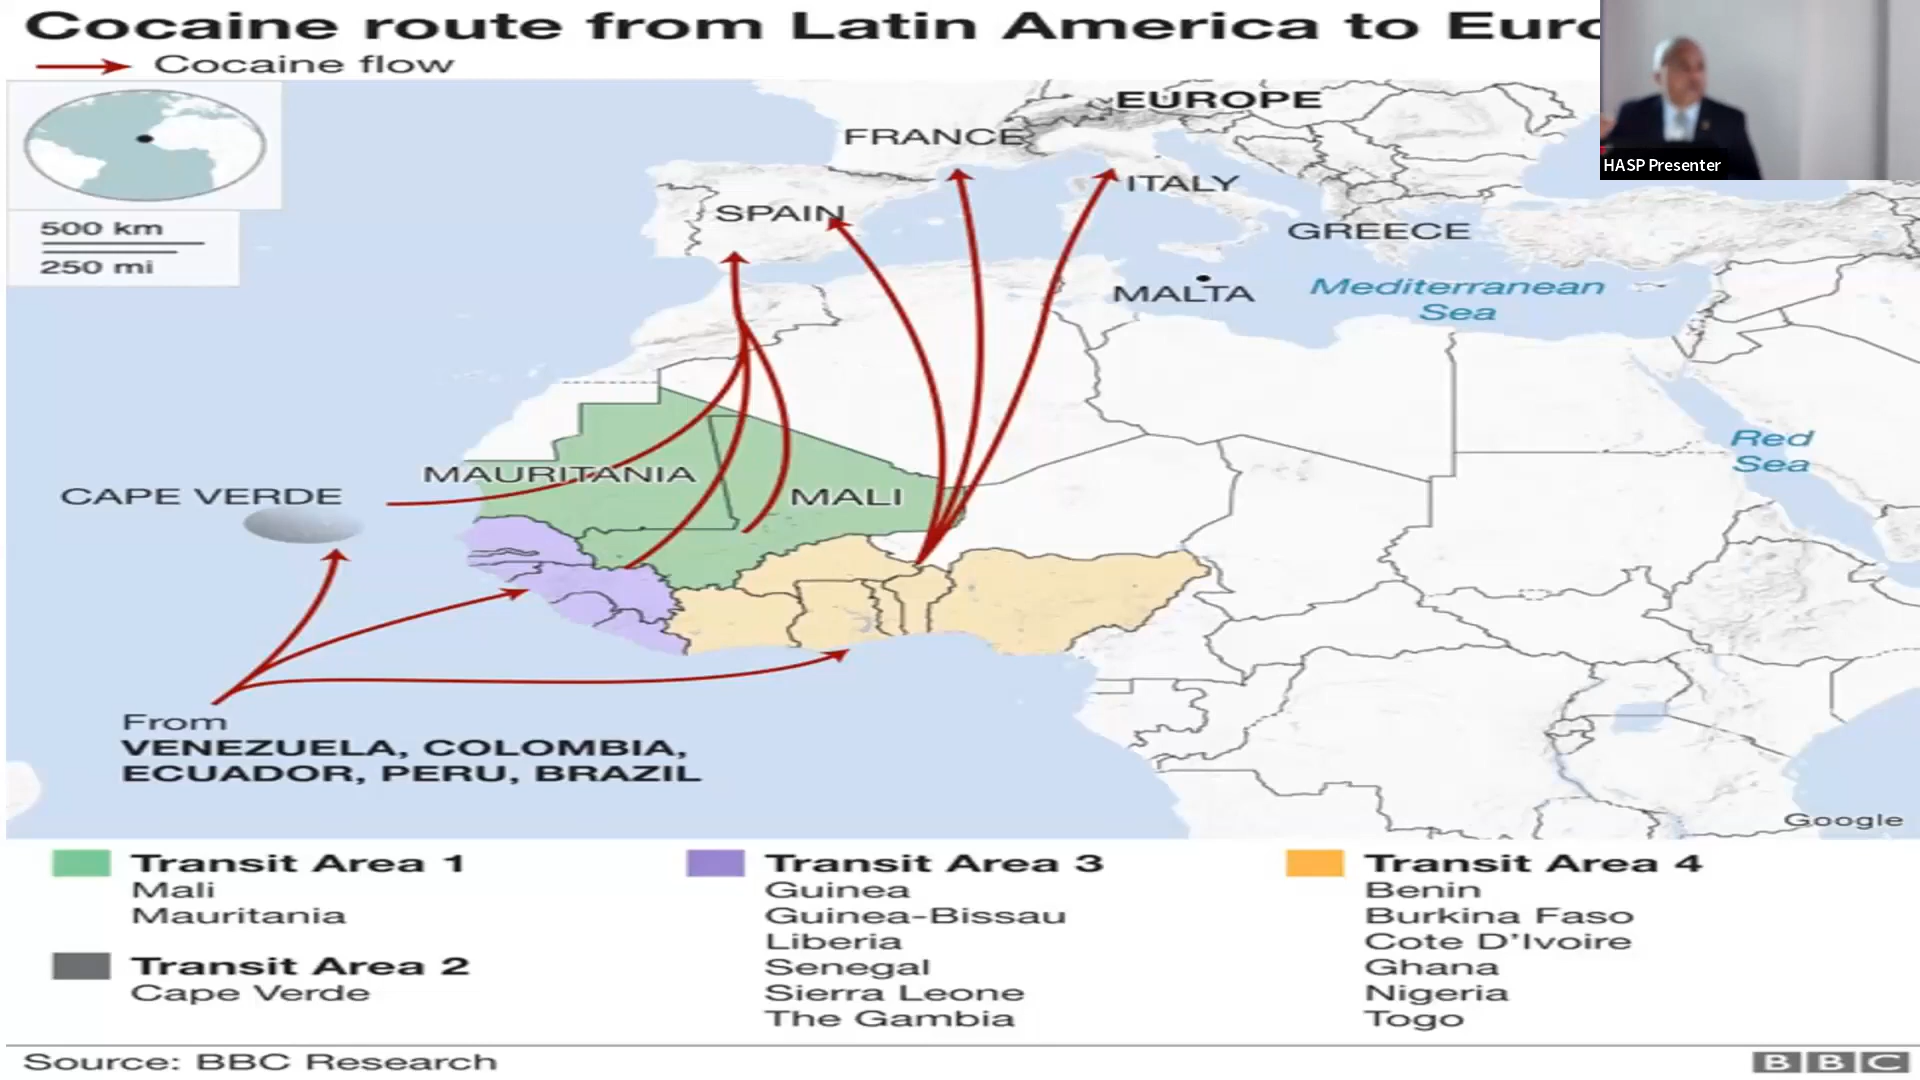 Cocaine route from Latin America to Euro
Cocaine flow
HASP Presenter
EUROPE
FRANCE
ITALY
SPAIN
GREECE
500 km
250 mi
MALTA
Mediterranean
Sea
Red
Sea
MAURITANIA
CAPE VERDE
MALI
From
VENEZUELA, COLOMBIA,
ECUADOR, PERU, BRAZIL
Google
Transit Area 1
Mali
Mauritania
Transit Area 2
Cape Verde
Transit Area 3
Guinea
Guinea-Bissau
Liberia
Senegal
Sierra Leone
The Gambia
Transit Area 4
Benin
Burkina Faso
Cote D'Ivoire
Ghana
Nigeria
Togo
Source: BBC Research
BBC